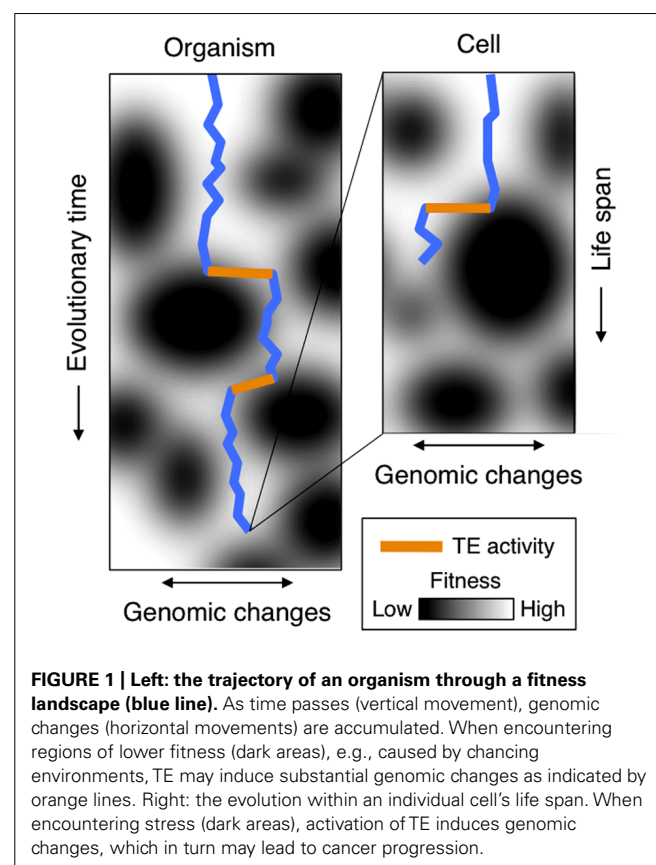 Organism
Cell
Evolutionary time
Life span
Genomic changes
Genomic changes
TE activity
Fitness
Low High
FIGURE 1 | Left: the trajectory of an organism through a fitness
landscape (blue line). As time passes (vertical movement), genomic
changes (horizontal movements) are accumulated. When encountering
regions of lower fitness (dark areas), e.g., caused by chancing
environments, TE may induce substantial genomic changes as indicated by
orange lines. Right: the evolution within an individual cell's life span. When
encountering stress (dark areas), activation of TE induces genomic
changes, which in turn may lead to cancer progression.